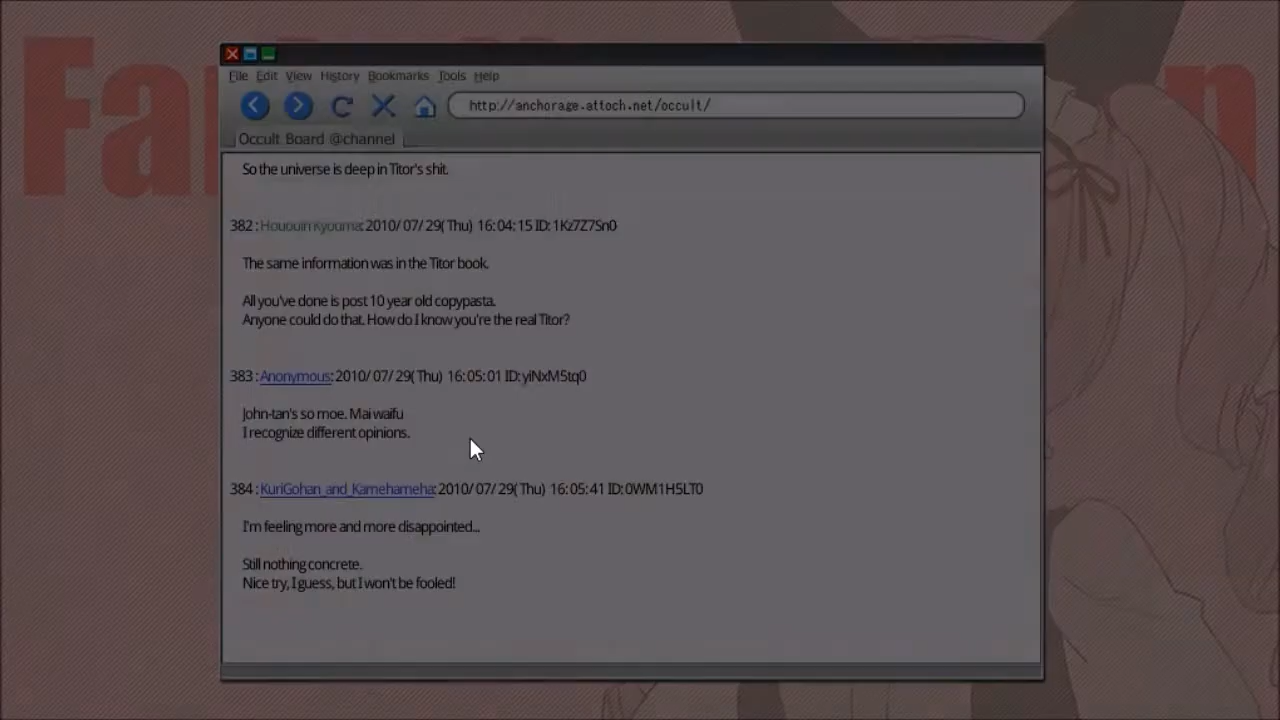 Fa
n
File Edit View History Bookmarks Tools Help
http://anchorage.attoch.net/occult/
Occult Board @channel
So the universe is deep in Titor's shit.
382: HououinKyouma: 2010/07/29(Thu) 16:04:15 ID:1Kz7Z7Sn0
The same information was in the Titor book.
All you've done is post 10 year old copypasta.
Anyone could do that. How do I know you're the real Titor?
383: Anonymous: 2010/07/29(Thu) 16:05:01 ID:yiNxM5tq0
John-tan's so moe. Mai waifu
I recognize different opinions.
384: KuriGohan_and_Kamehameha: 2010/07/29(Thu) 16:05:41 ID:0WM1H5LT0
I'm feeling more and more disappointed...
Still nothing concrete.
Nice try, I guess, but I won't be fooled!